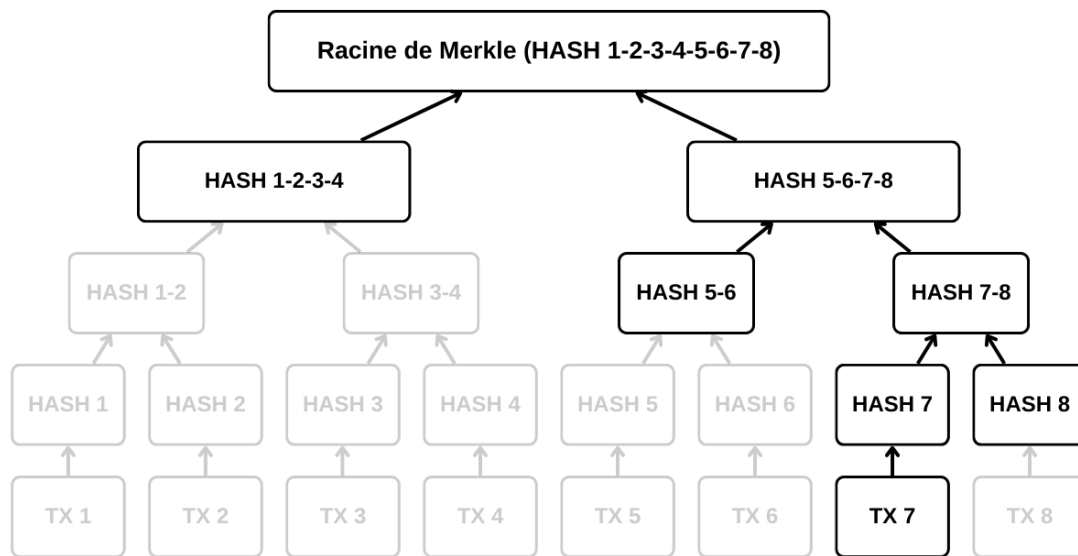 Racine de Merkle (HASH 1-2-3-4-5-6-7-8)
HASH 1-2-3-4
HASH 5-6-7-8
HASH 1-2
HASH 3-4
HASH 5-6
HASH 7-8
HASH 1
HASH 2
HASH 3
HASH 4
HASH 5
HASH 6
HASH 7
HASH 8
TX 1
TX 2
TX 3
TX 4
TX 5
TX 6
TX 7
TX 8